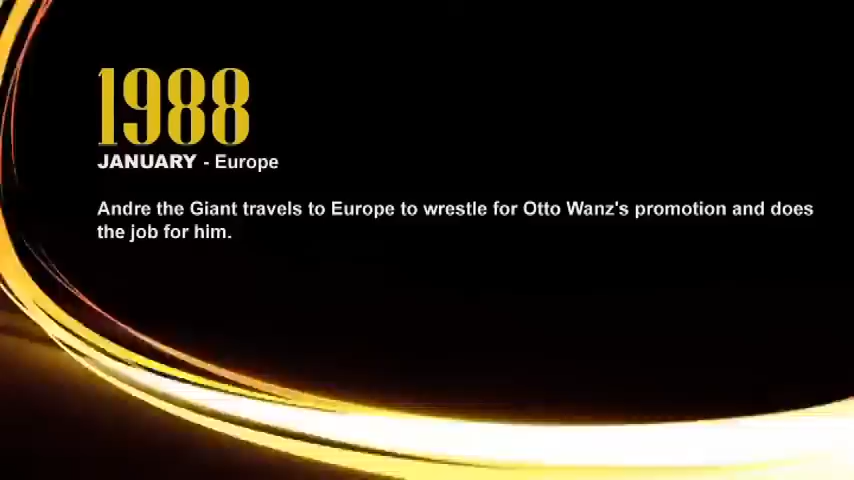 1988
JANUARY - Europe
Andre the Giant travels to Europe to wrestle for Otto Wanz's promotion and does
the job for him.